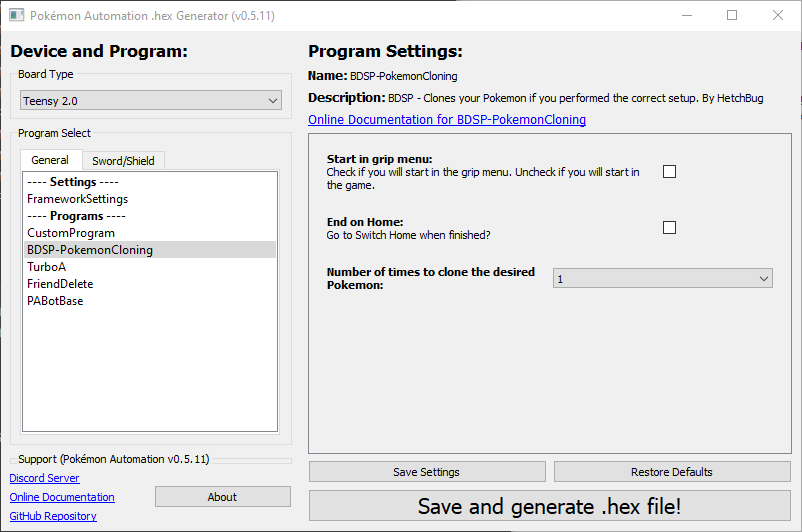 Pokémon Automation .hex Generator (v0.5.11)
Device and Program:
Board Type
Teensy 2.0
Program Select
General
Sword/Shield
---- Settings ----
FrameworkSettings
---- Programs ----
CustomProgram
BDSP-PokemonCloning
TurboA
FriendDelete
PABotBase
Support (Pokémon Automation v0.5.11)
Discord Server
Online Documentation
GitHub Repository
About
Program Settings:
Name: BDSP-PokemonCloning
Description: BDSP - Clones your Pokemon if you performed the correct setup. By HetchBug
Online Documentation for BDSP-PokemonCloning
Start in grip menu:
Check if you will start in the grip menu. Uncheck if you will start in
the game.
End on Home:
Go to Switch Home when finished?
Number of times to clone the desired
Pokemon:
1
Save Settings
Restore Defaults
Save and generate .hex file!